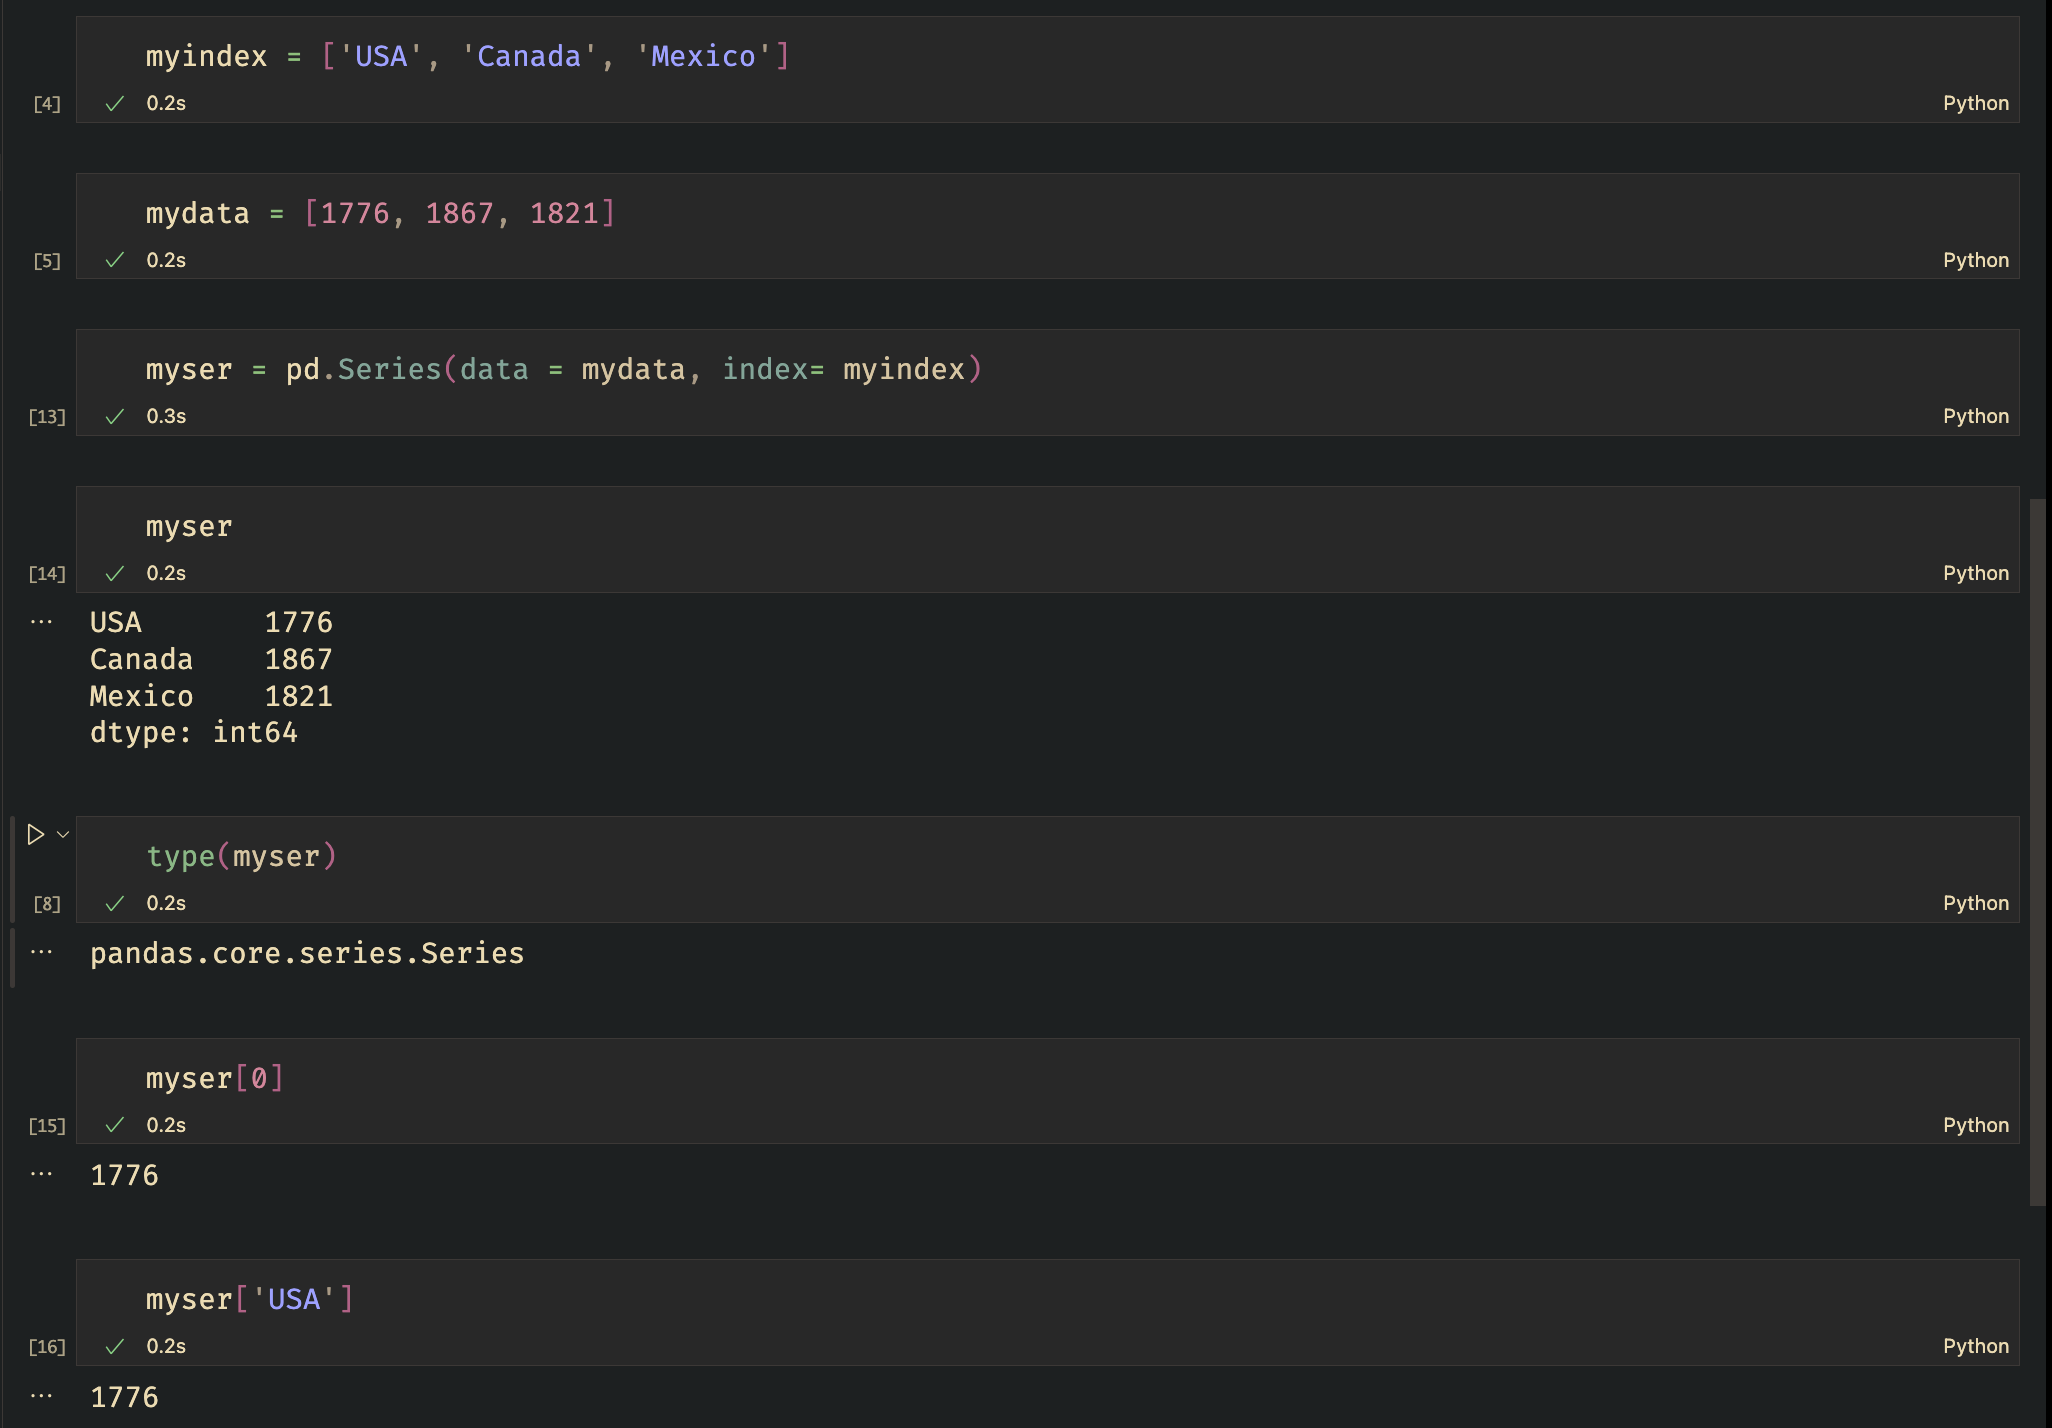 myindex = ['USA', 'Canada', 'Mexico']
[4] ✓ 0.2s Python
mydata = [1776, 1867, 1821]
[5] ✓ 0.2s Python
myser = pd.Series(data = mydata, index= myindex)
[13] ✓ 0.3s Python
myser
[14] ✓ 0.2s Python
... USA 1776
Canada 1867
Mexico 1821
dtype: int64
type(myser)
[8] ✓ 0.2s Python
... pandas.core.series.Series
myser[0]
[15] ✓ 0.2s Python
... 1776
myser['USA']
[16] ✓ 0.2s Python
... 1776